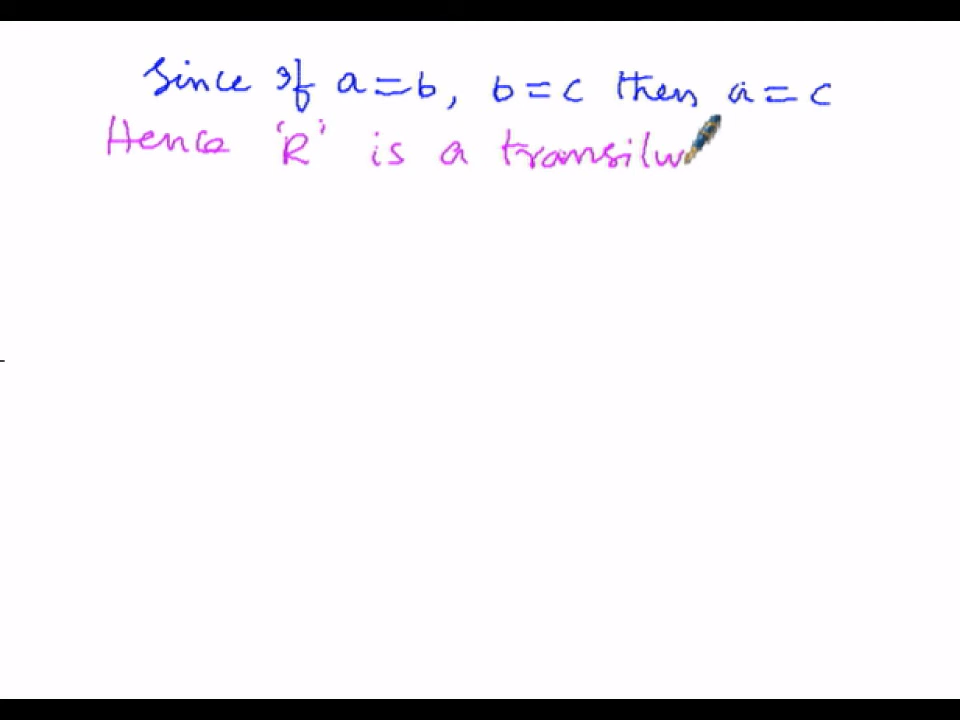 Since if a = b, b = c then a = c
Hence 'R' is a